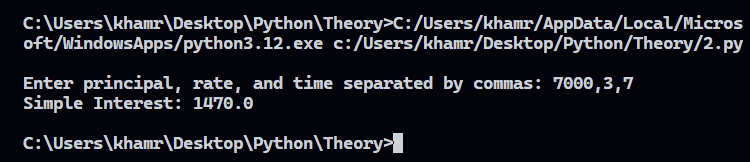 C:\Users\khamr\Desktop\Python\Theory>C:/Users/khamr/AppData/Local/Micros
oft/WindowsApps/python3.12.exe c:/Users/khamr/Desktop/Python/Theory/2.py
Enter principal, rate, and time separated by commas: 7000,3,7
Simple Interest: 1470.0
C:\Users\khamr\Desktop\Python\Theory>